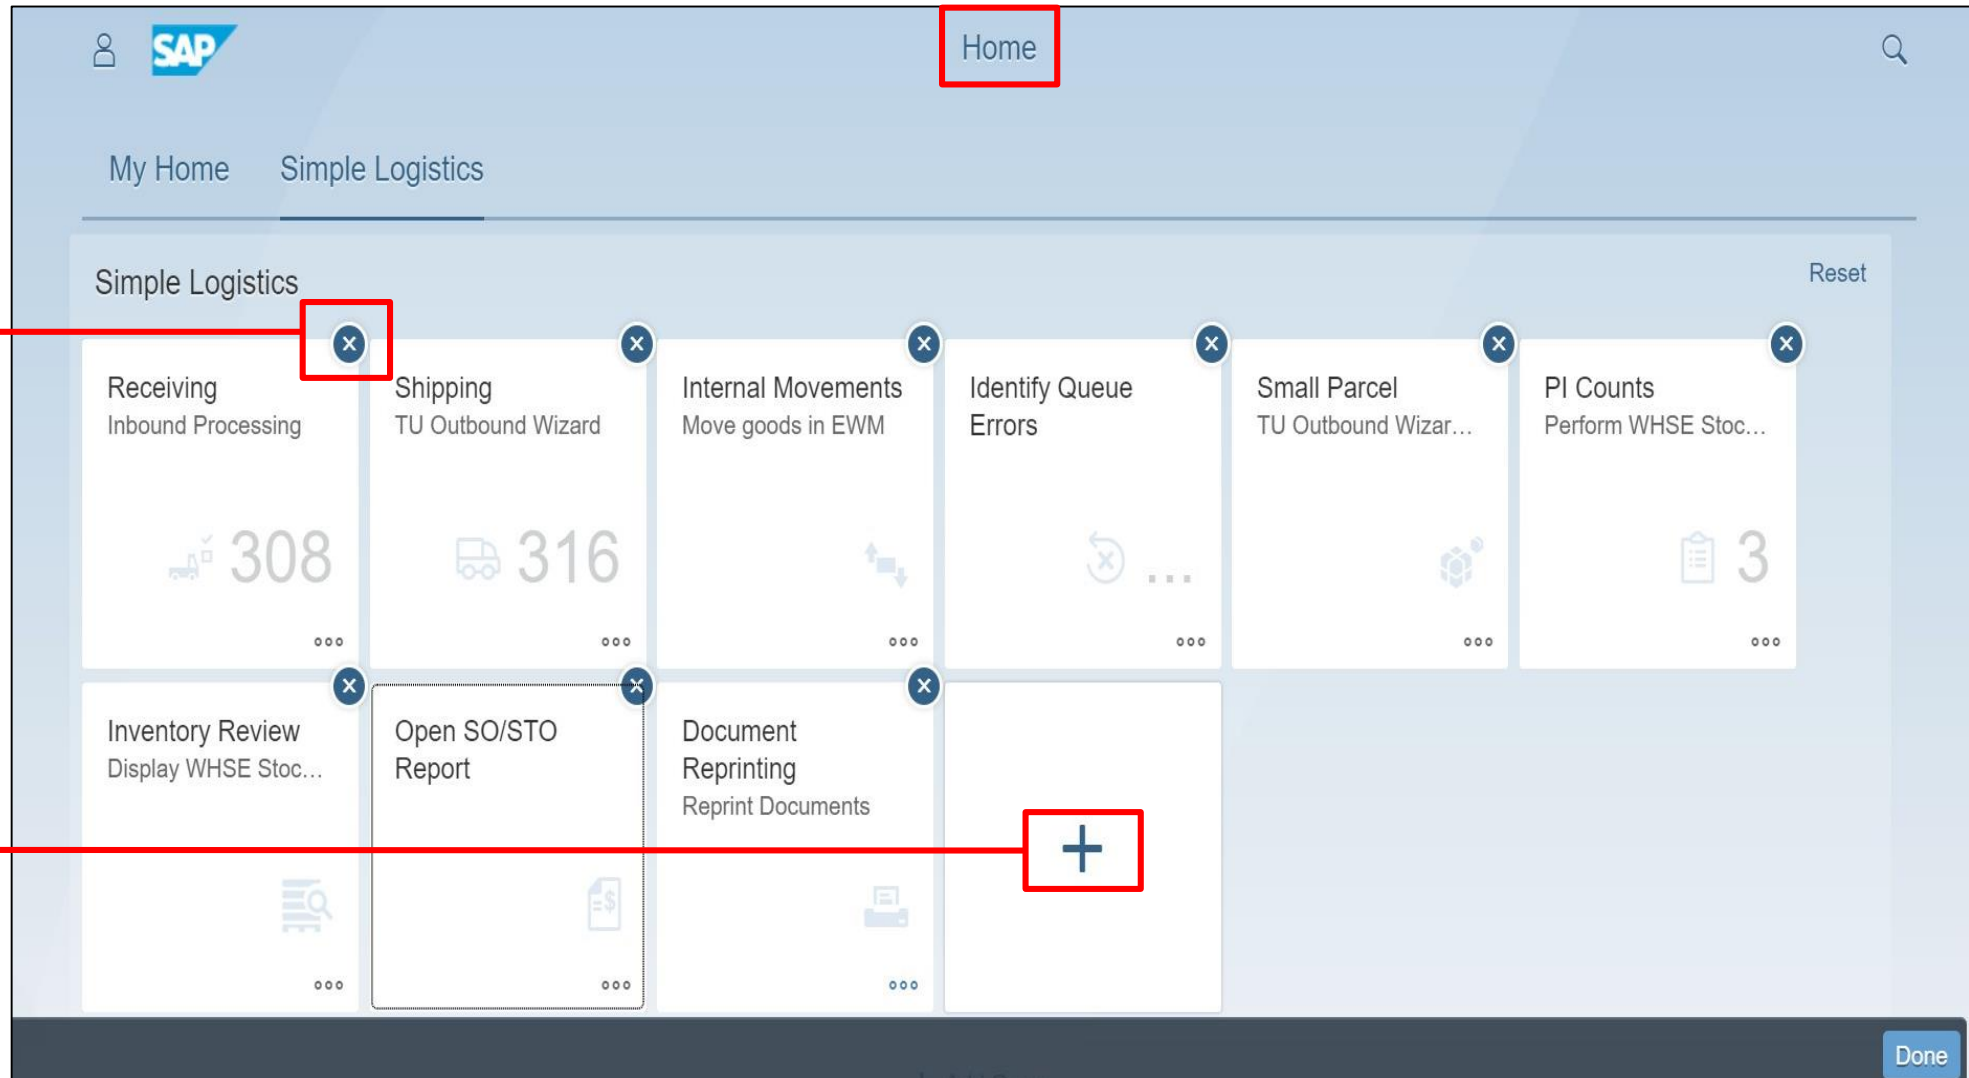 SAP
Home
My Home
Simple Logistics
Simple Logistics
Reset
Receiving
Inbound Processing
308
Shipping
TU Outbound Wizard
316
Internal Movements
Move goods in EWM
Identify Queue
Errors
...
Small Parcel
TU Outbound Wizar...
PI Counts
Perform WHSE Stoc...
3
Inventory Review
Display WHSE Stoc...
Open SO/STO
Report
Document
Reprinting
Reprint Documents
Done